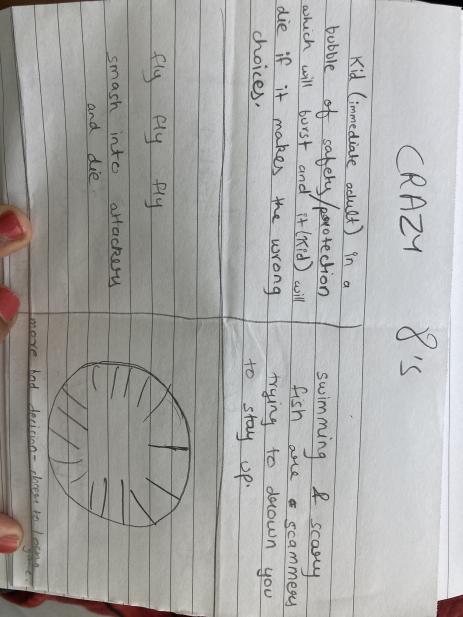 CRAZY 8's
Kid (immediate adult) in a
bubble of safety/protection
which will burst and it (kid) will
die if it makes the wrong
choices.
swimming & scary
fish are scammers
trying to drown you
to stay up.
fly fly fly
smash into attackers
and die.
more bad decision = closer to